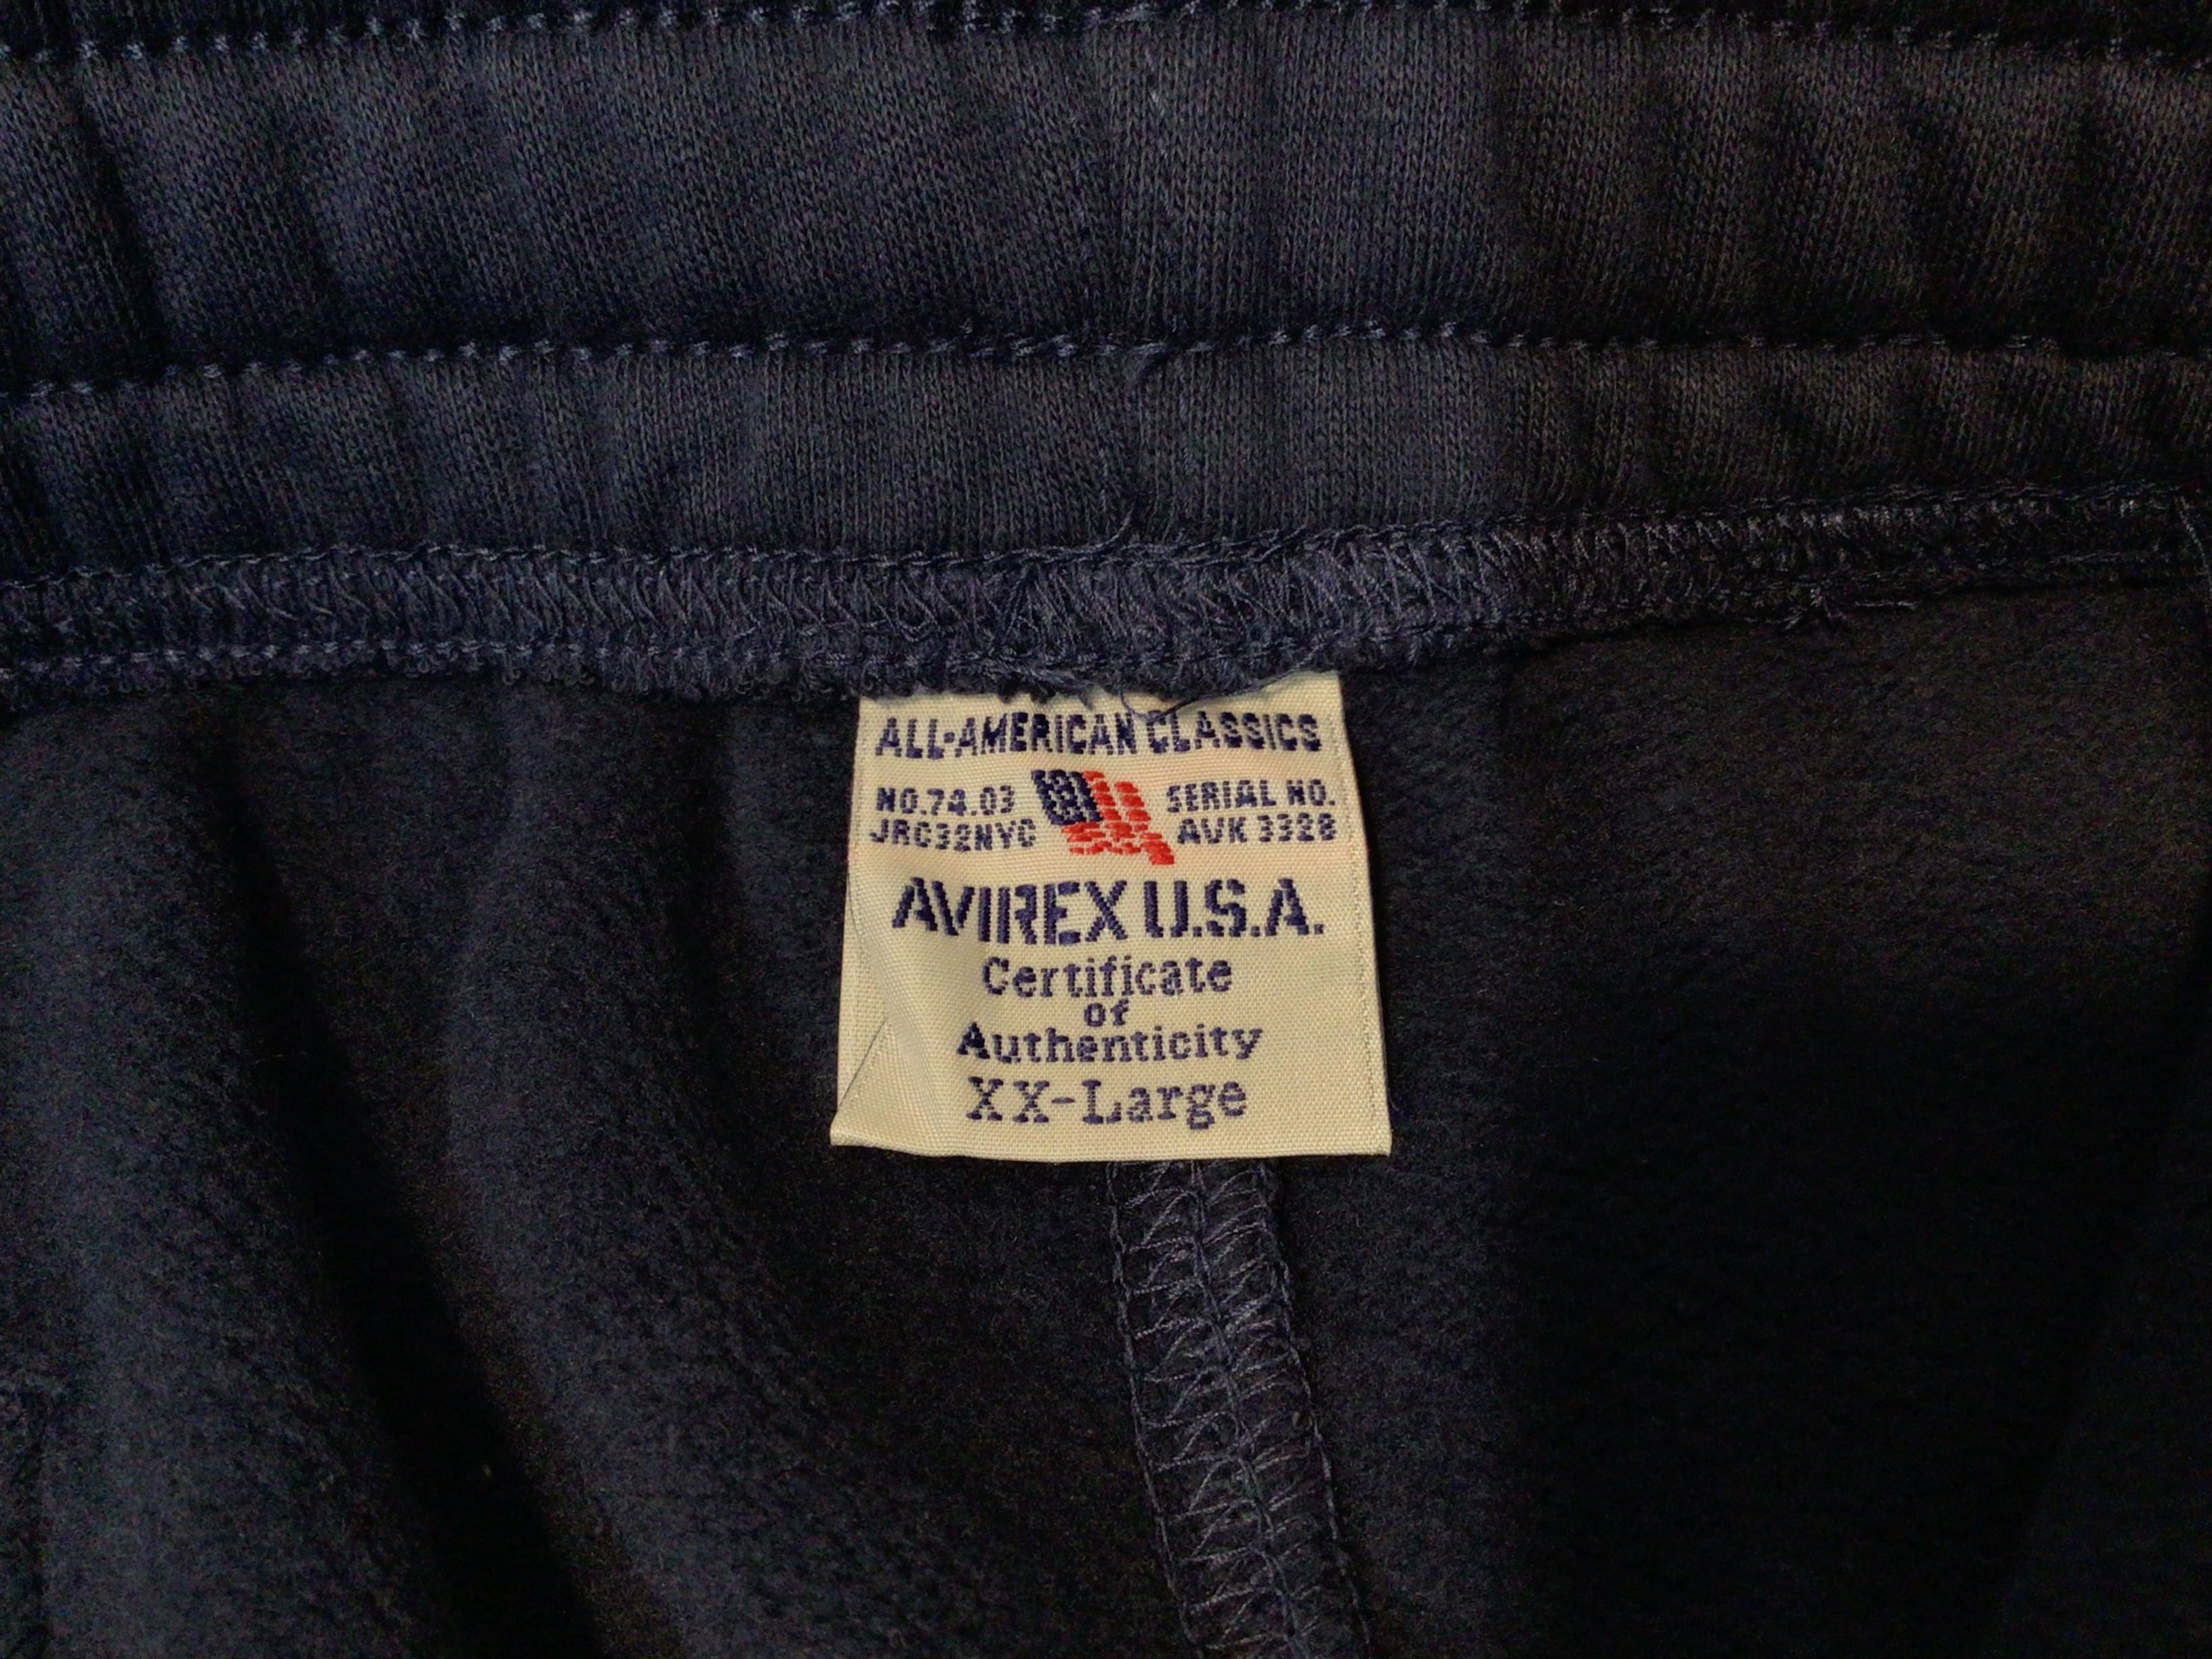 ALL-AMERICAN CLASSICS
NO.74.03 SERIAL NO.
JRC32NYC AVK 3328
AVIREX U.S.A.
Certificate
of
Authenticity
XX-Large